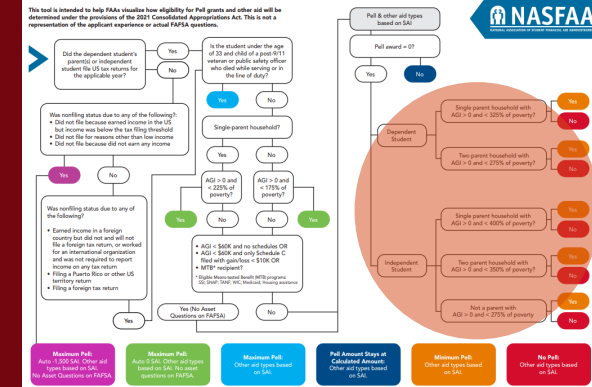 This tool is intended to help FAAs visualize how eligibility for Pell grants and other aid will be
determined under the provisions of the 2021 Consolidated Appropriations Act. This is not a
representation of the applicant experience or actual FAFSA questions.
NASFAA
NATIONAL ASSOCIATION OF STUDENT FINANCIAL AID ADMINISTRATORS
Did the dependent student's
parent(s) or independent
student file US tax returns for
the applicable year?
Yes
No
Is the student under the age
of 33 and child of a post-9/11
veteran or public safety officer
who died while serving or in
the line of duty?
Yes
No
Was nonfiling status due to any of the following?:
• Did not file because earned income in the US
but income was below the tax filing threshold
• Did not file for reasons other than low income
• Did not file because did not earn any income
Yes
No
Was nonfiling status due to any of
the following?
• Earned income in a foreign
country but did not and will not
file a foreign tax return, or worked
for an international organization
and was not required to report
income on any tax return
• Filing a Puerto Rico or other US
territory return
• Filing a foreign tax return
Yes
Single-parent household?
Yes
No
AGI > 0 and
< 225% of
poverty?
AGI > 0 and
< 175% of
poverty?
Yes
No
No
Yes
• AGI < $60K and no schedules OR
• AGI < $60K and only Schedule C
filed with gain/loss < $10K OR
• MTB* recipient?
* Eligible Means-tested Benefit (MTB) programs:
SSI; SNAP; TANF; WIC; Medicaid; Housing assistance
Yes (No Asset
Questions on FAFSA)
No
Pell & other aid types
based on SAI
Pell award = 0?
Yes
No
Dependent
Student
Single parent household with
AGI > 0 and < 325% of poverty?
Yes
No
Two parent household with
AGI > 0 and < 275% of poverty?
Yes
No
Independent
Student
Single parent household with
AGI > 0 and < 400% of poverty?
Yes
No
Two parent household with
AGI > 0 and < 350% of poverty?
Yes
No
Not a parent with
AGI > 0 and < 275% of poverty
Yes
No
Maximum Pell:
Auto -1,500 SAI. Other aid
types based on SAI.
No Asset Questions on FAFSA.
Maximum Pell:
Auto 0 SAI. Other aid types
based on SAI. No asset
questions on FAFSA.
Maximum Pell:
Other aid types based
on SAI.
Pell Amount Stays at
Calculated Amount:
Other aid types based
on SAI.
Minimum Pell:
Other aid types based
on SAI.
No Pell:
Other aid types based
on SAI.